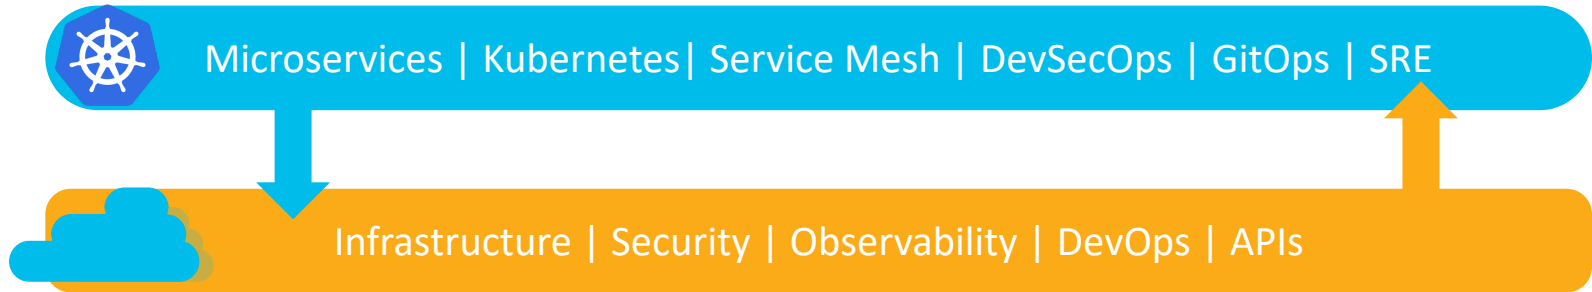 Microservices | Kubernetes| Service Mesh | DevSecOps | GitOps | SRE
Infrastructure | Security | Observability | DevOps | APIs